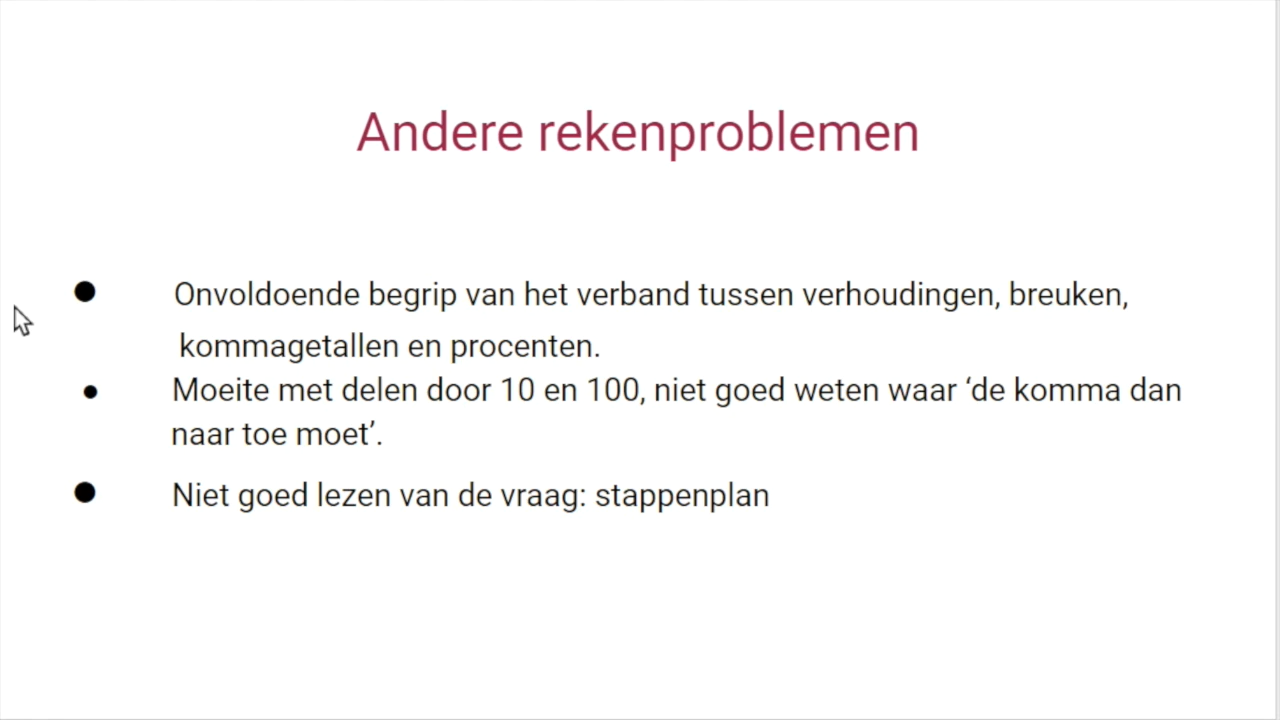 Andere rekenproblemen
● Onvoldoende begrip van het verband tussen verhoudingen, breuken,
kommagetallen en procenten.
● Moeite met delen door 10 en 100, niet goed weten waar ‘de komma dan
naar toe moet’.
● Niet goed lezen van de vraag: stappenplan